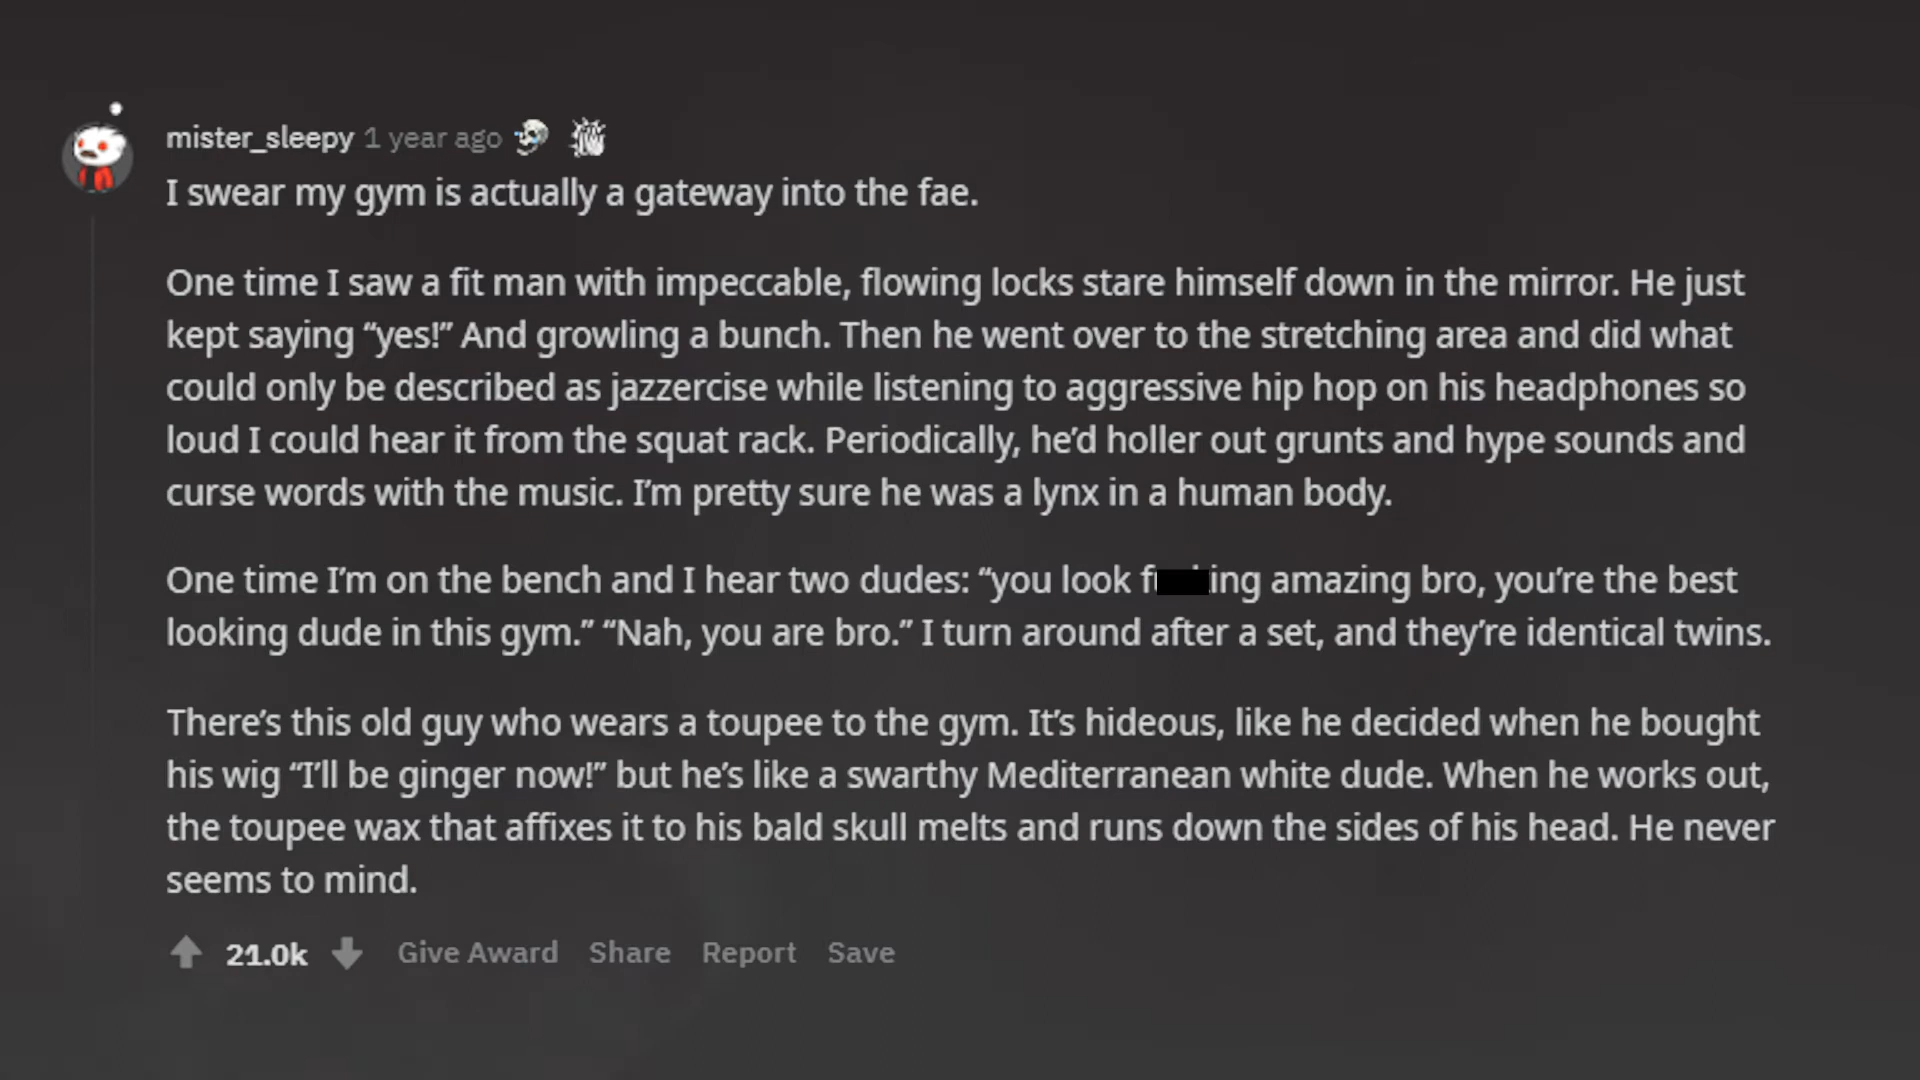 mister_sleepy 1 year ago
I swear my gym is actually a gateway into the fae.
One time I saw a fit man with impeccable, flowing locks stare himself down in the mirror. He just
kept saying “yes!” And growling a bunch. Then he went over to the stretching area and did what
could only be described as jazzercise while listening to aggressive hip hop on his headphones so
loud I could hear it from the squat rack. Periodically, he’d holler out grunts and hype sounds and
curse words with the music. I’m pretty sure he was a lynx in a human body.
One time I’m on the bench and I hear two dudes: “you look f ing amazing bro, you’re the best
looking dude in this gym.” “Nah, you are bro.” I turn around after a set, and they’re identical twins.
There’s this old guy who wears a toupee to the gym. It’s hideous, like he decided when he bought
his wig “I’ll be ginger now!” but he’s like a swarthy Mediterranean white dude. When he works out,
the toupee wax that affixes it to his bald skull melts and runs down the sides of his head. He never
seems to mind.
21.0k Give Award Share Report Save